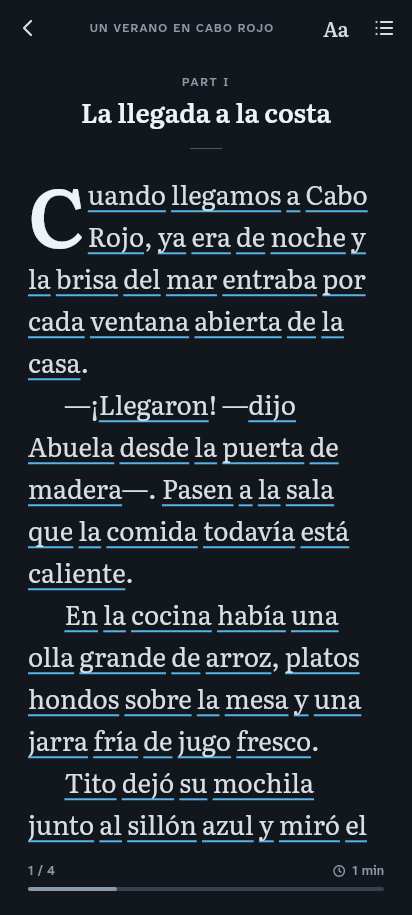 UN VERANO EN CABO ROJO
Aa
PART I
La llegada a la costa
Cuando llegamos a Cabo
Rojo, ya era de noche y
la brisa del mar entraba por
cada ventana abierta de la
casa.
—¡Llegaron! —dijo
Abuela desde la puerta de
madera—. Pasen a la sala
que la comida todavía está
caliente.
En la cocina había una
olla grande de arroz, platos
hondos sobre la mesa y una
jarra fría de jugo fresco.
Tito dejó su mochila
junto al sillón azul y miró el
1 / 4
1 min